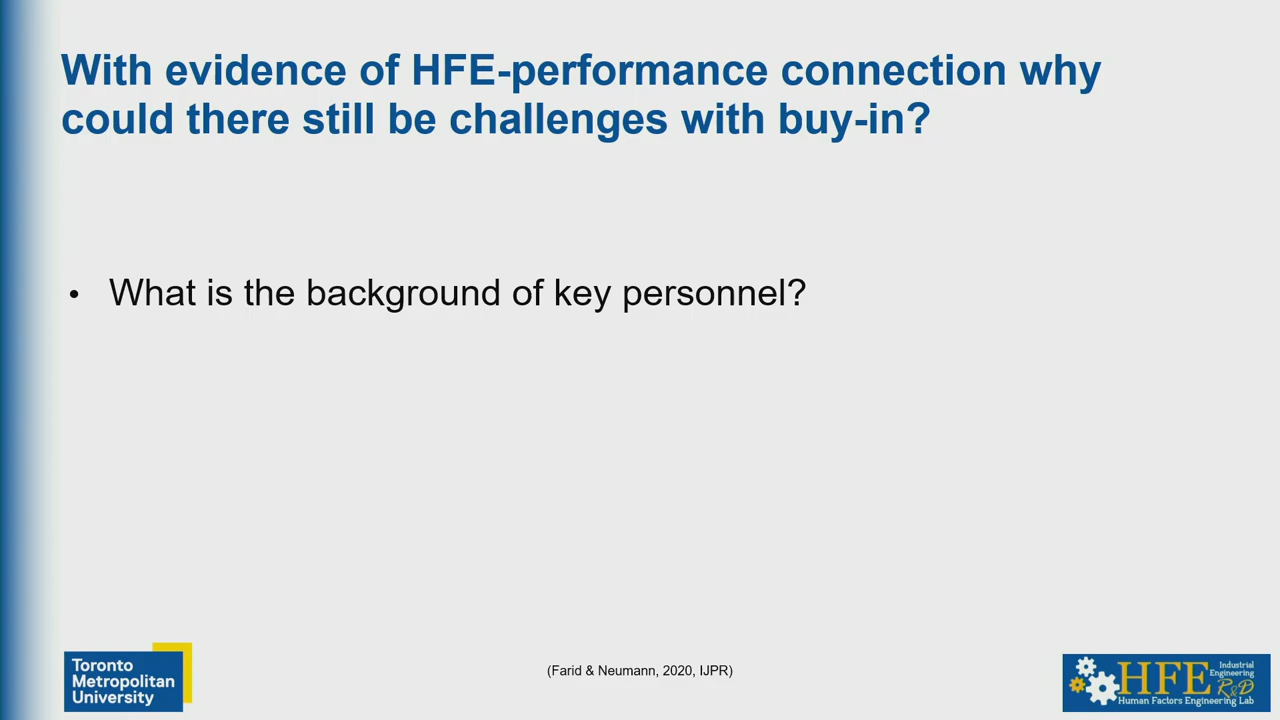 With evidence of HFE-performance connection why
could there still be challenges with buy-in?
• What is the background of key personnel?
Toronto
Metropolitan
University
(Farid & Neumann, 2020, IJPR)
HFE
Industrial
Engineering
R&D
Human Factors Engineering Lab